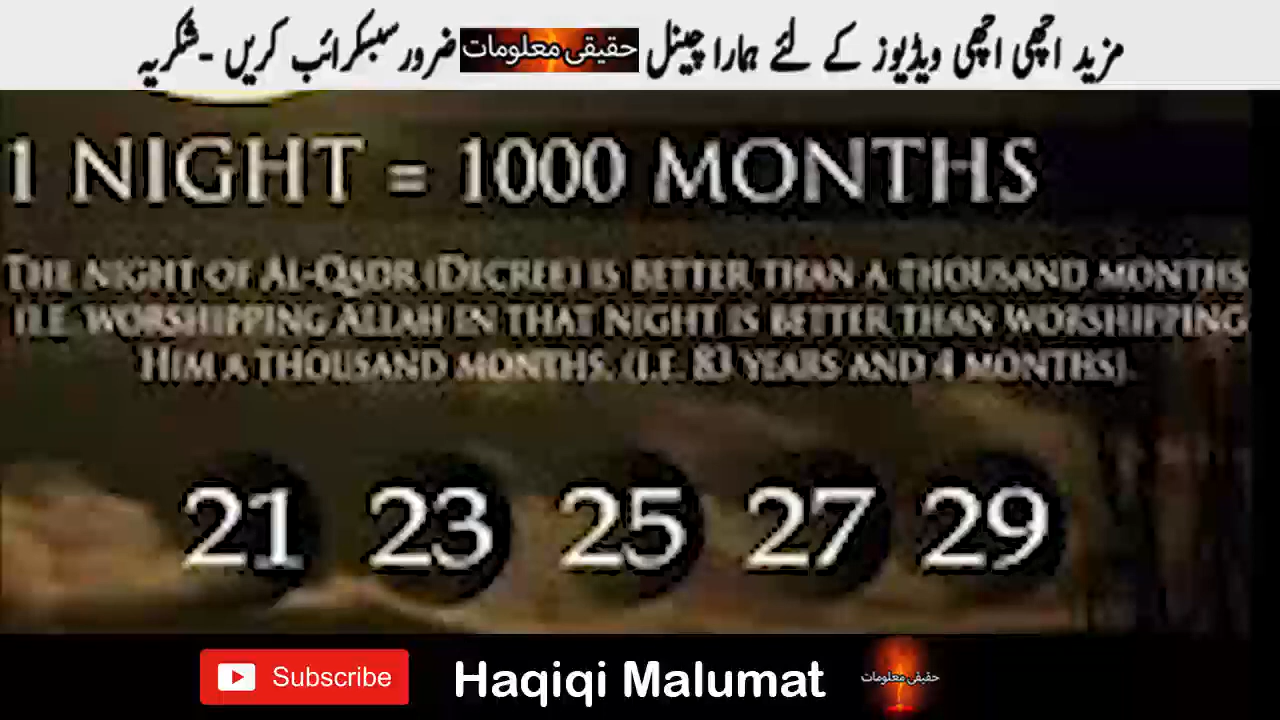 مزید اچھی اچھی ویڈیوز کے لئے ہمارا چینل حقیقی معلومات ضرور سبسکرائب کریں -شکریہ
1 NIGHT = 1000 MONTHS
THE NIGHT OF AL-QADR (DECREE) IS BETTER THAN A THOUSAND MONTHS
I.E. WORSHIPPING ALLAH IN THAT NIGHT IS BETTER THAN WORSHIPPING
HIM A THOUSAND MONTHS. (I.E. 83 YEARS AND 4 MONTHS).
21 23 25 27 29
Subscribe Haqiqi Malumat حقیقی معلومات